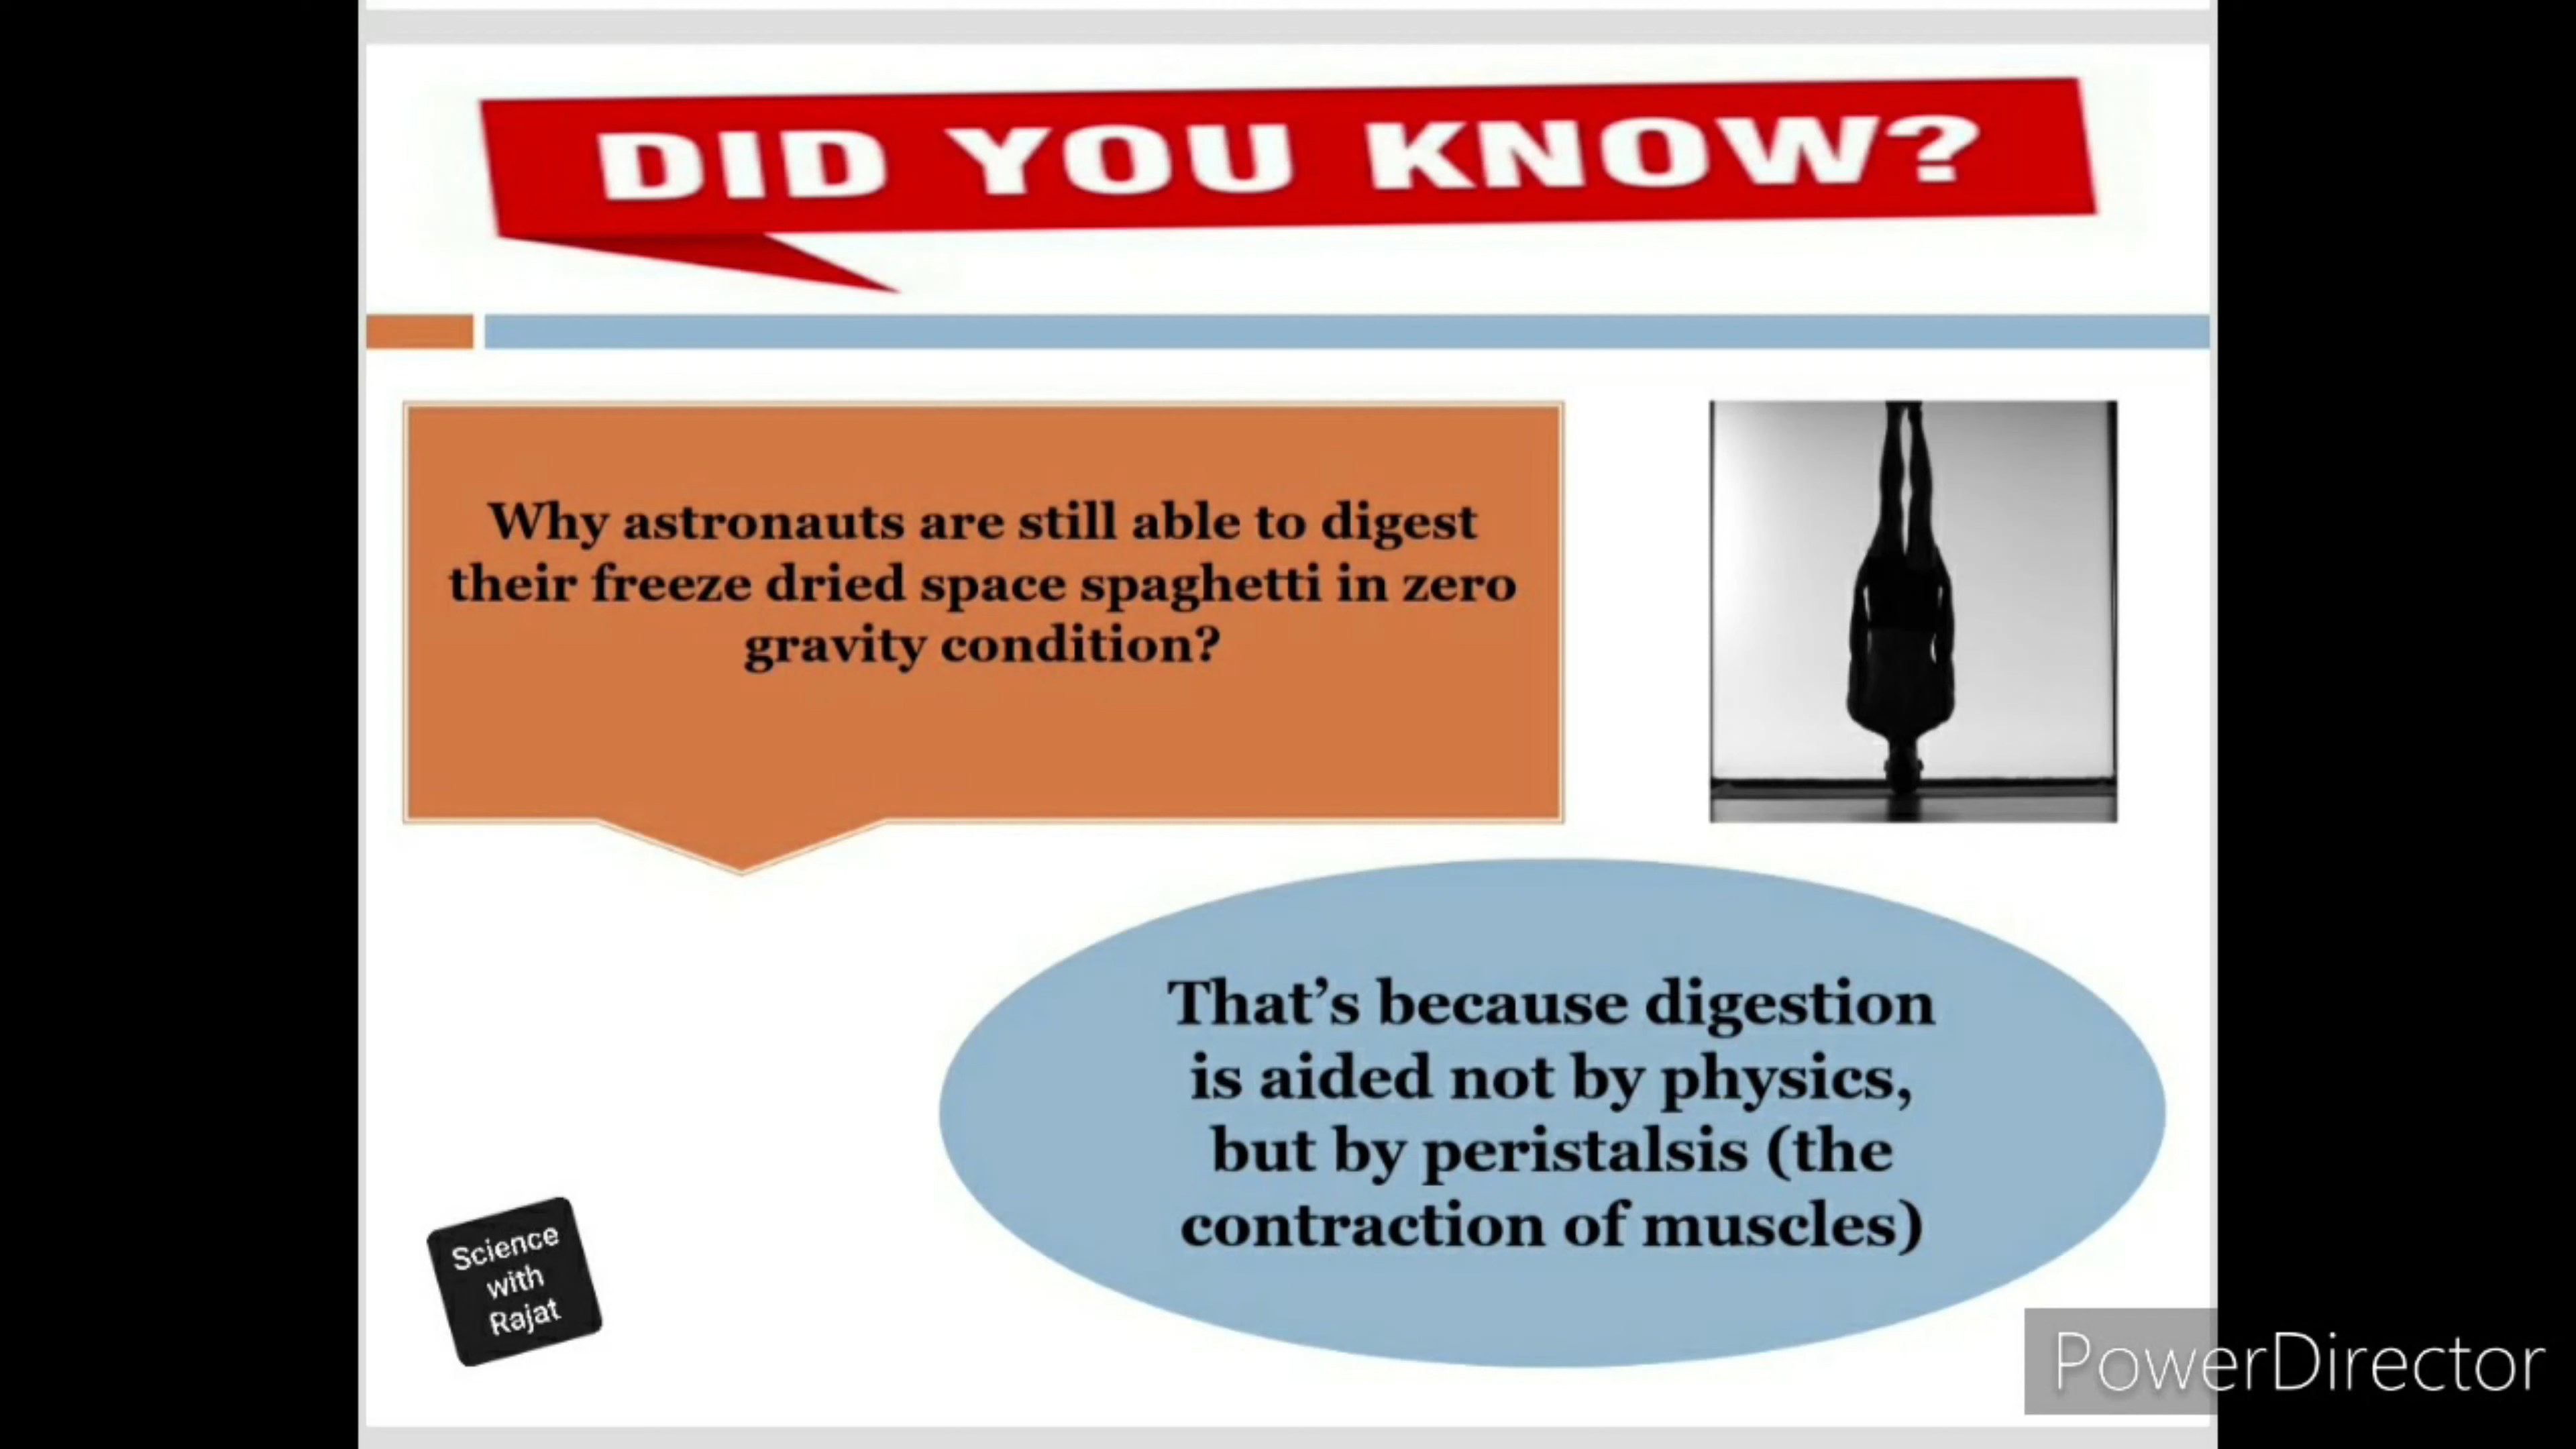 DID YOU KNOW?
Why astronauts are still able to digest
their freeze dried space spaghetti in zero
gravity condition?
That's because digestion
is aided not by physics,
but by peristalsis (the
contraction of muscles)
Science
with
Rajat
PowerDirector